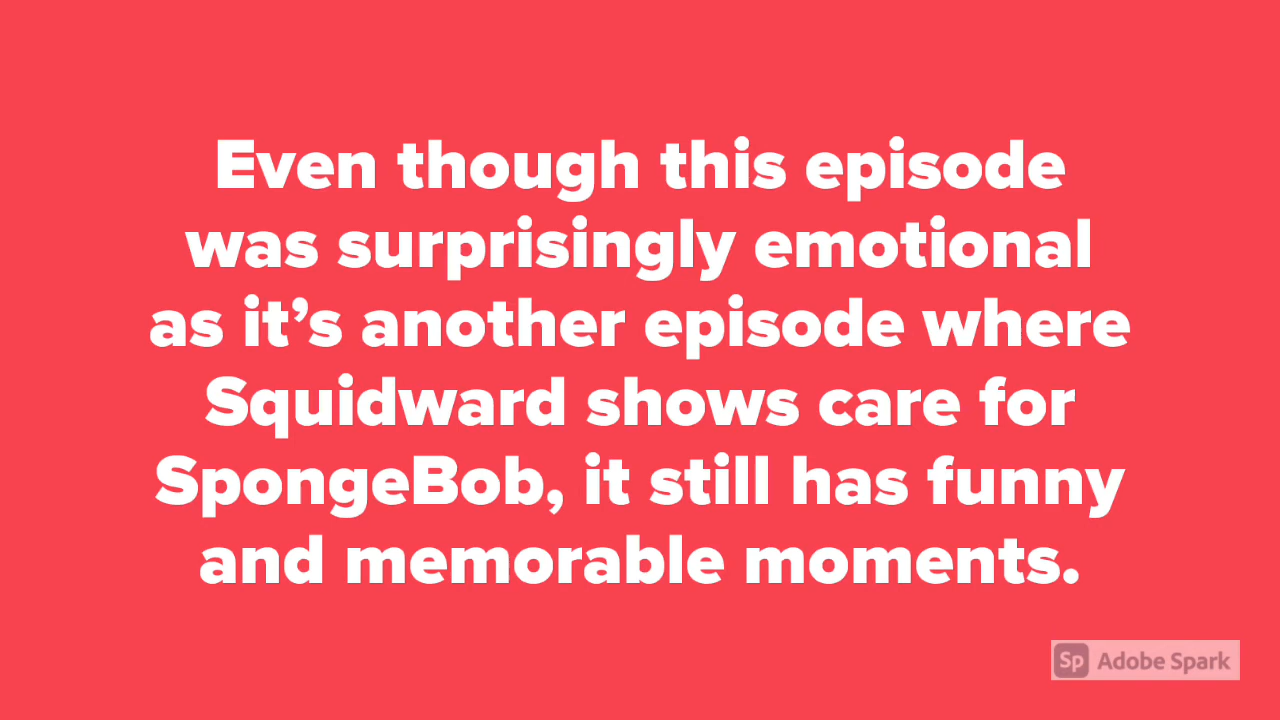 Even though this episode
was surprisingly emotional
as it’s another episode where
Squidward shows care for
SpongeBob, it still has funny
and memorable moments.
Sp Adobe Spark